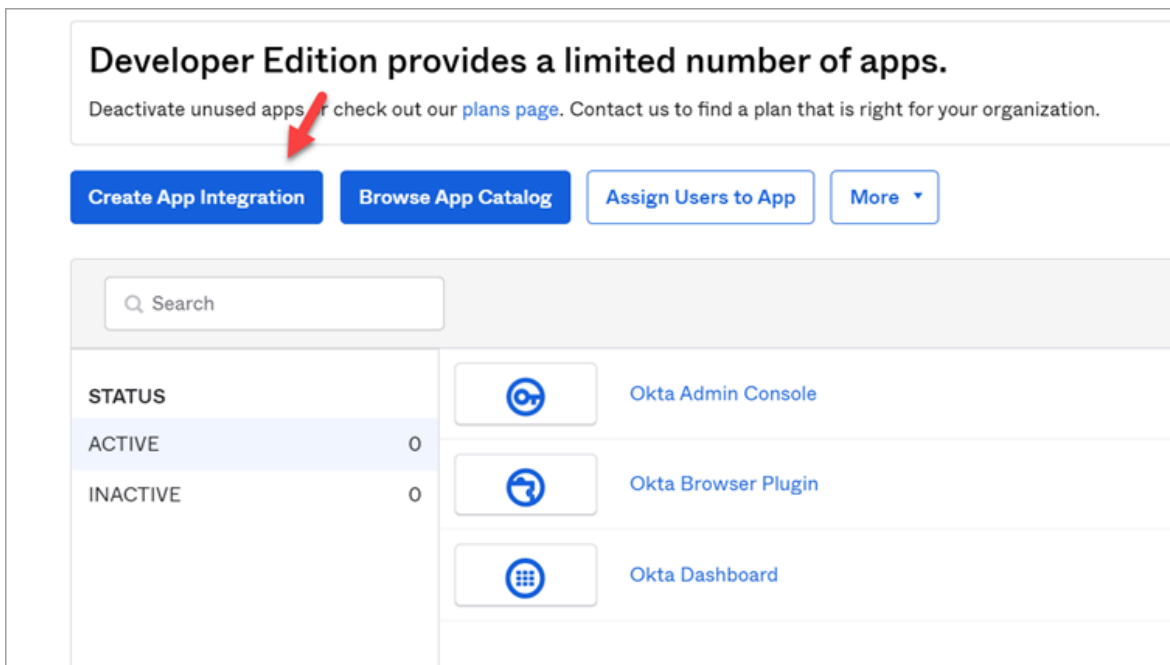 Developer Edition provides a limited number of apps.
Deactivate unused apps or check out our plans page. Contact us to find a plan that is right for your organization.
Create App Integration
Browse App Catalog
Assign Users to App
More
Search
STATUS
ACTIVE 0
INACTIVE 0
Okta Admin Console
Okta Browser Plugin
Okta Dashboard